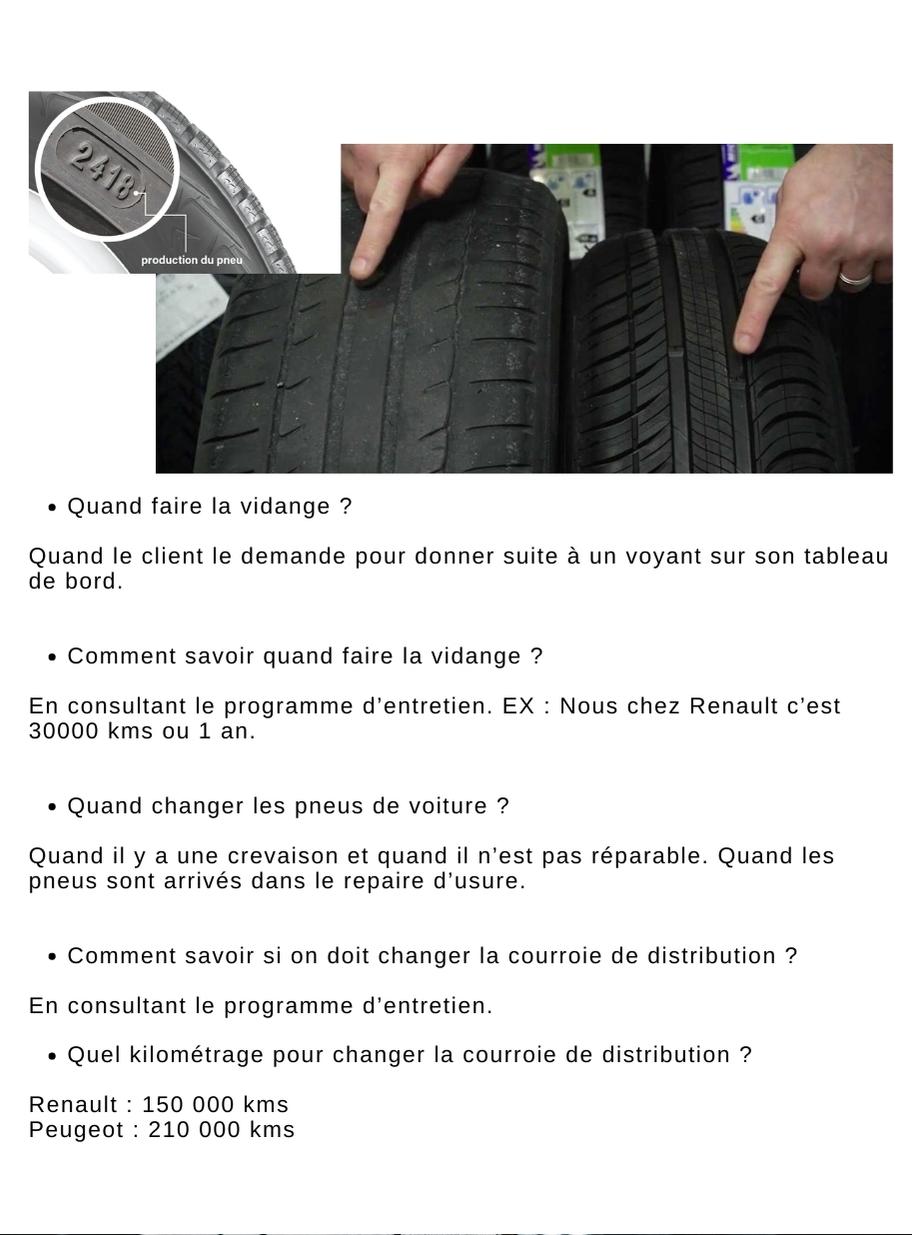 2418
production du pneu
• Quand faire la vidange ?
Quand le client le demande pour donner suite à un voyant sur son tableau
de bord.
• Comment savoir quand faire la vidange ?
En consultant le programme d’entretien. EX : Nous chez Renault c’est
30000 kms ou 1 an.
• Quand changer les pneus de voiture ?
Quand il y a une crevaison et quand il n’est pas réparable. Quand les
pneus sont arrivés dans le repaire d’usure.
• Comment savoir si on doit changer la courroie de distribution ?
En consultant le programme d’entretien.
• Quel kilométrage pour changer la courroie de distribution ?
Renault : 150 000 kms
Peugeot : 210 000 kms